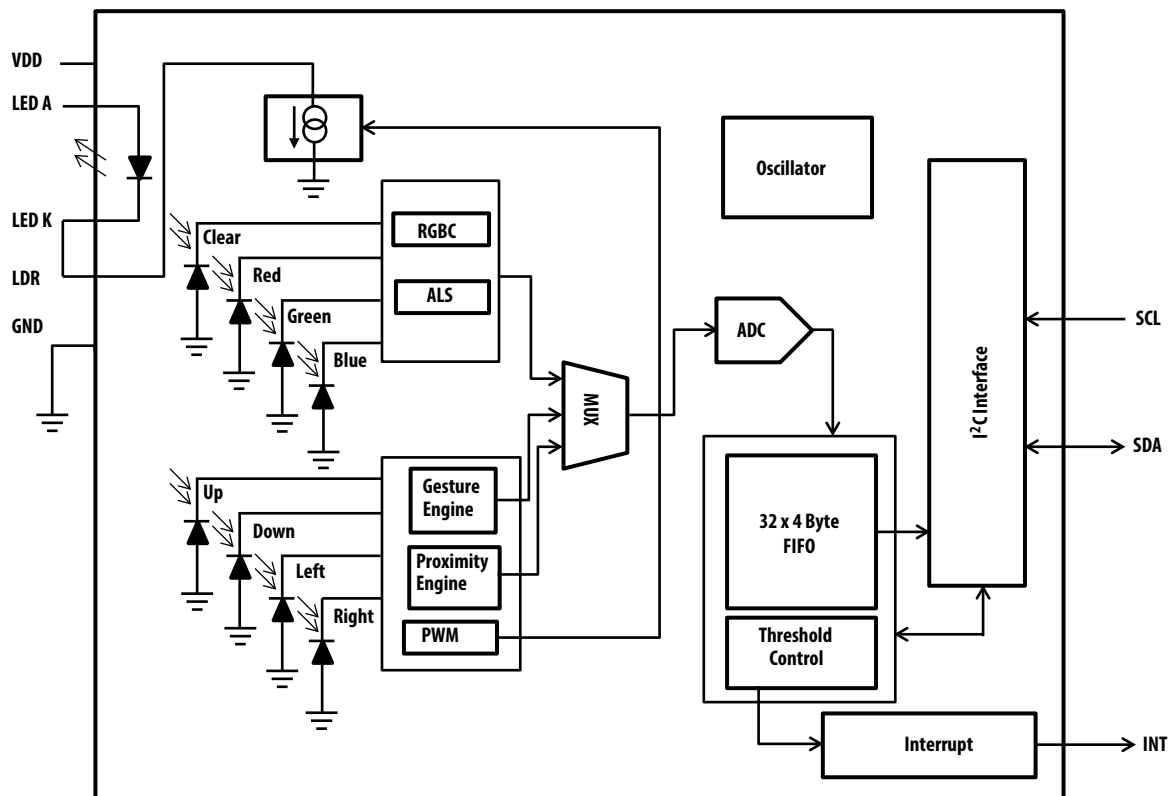 VDD
LED A
LED K
LDR
GND
Oscillator
RGBC
ALS
Clear
Red
Green
Blue
MUX
ADC
I²C Interface
SCL
SDA
Up
Down
Left
Right
Gesture
Engine
Proximity
Engine
PWM
32 x 4 Byte
FIFO
Threshold
Control
Interrupt
INT